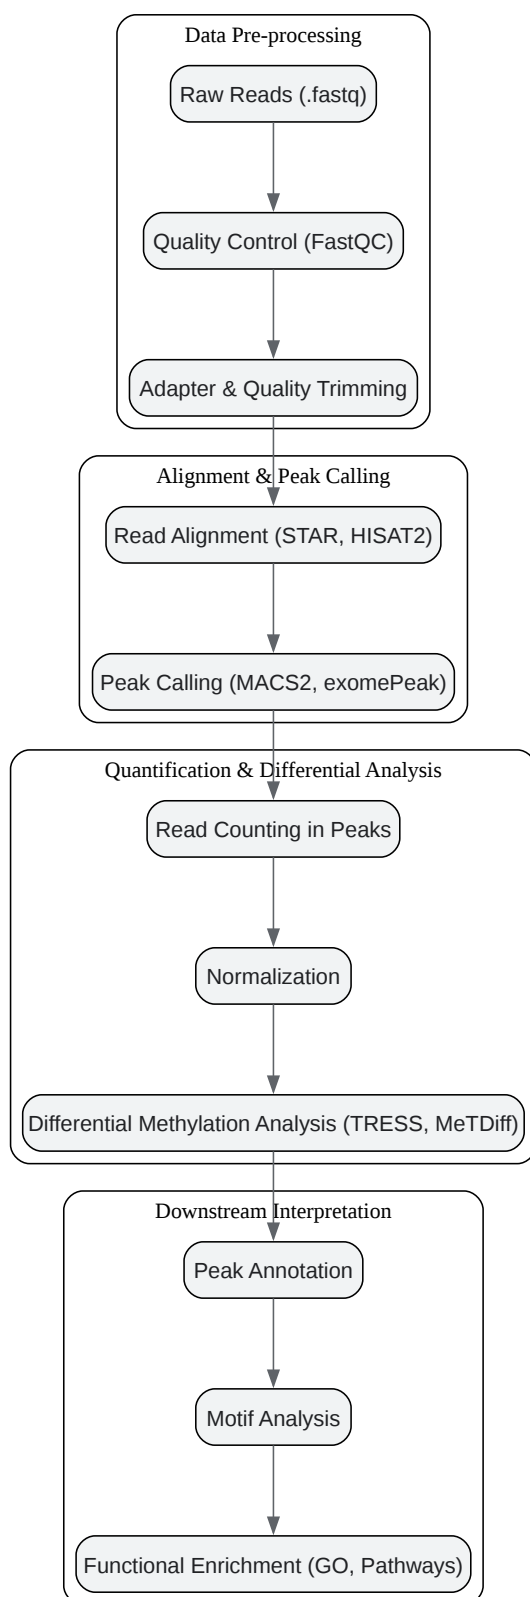 Data Pre-processing
Raw Reads (.fastq)
Quality Control (FastQC)
Adapter & Quality Trimming
Alignment & Peak Calling
Read Alignment (STAR, HISAT2)
Peak Calling (MACS2, exomePeak)
Quantification & Differential Analysis
Read Counting in Peaks
Normalization
Differential Methylation Analysis (TRESS, MeTDiff)
Downstream Interpretation
Peak Annotation
Motif Analysis
Functional Enrichment (GO, Pathways)